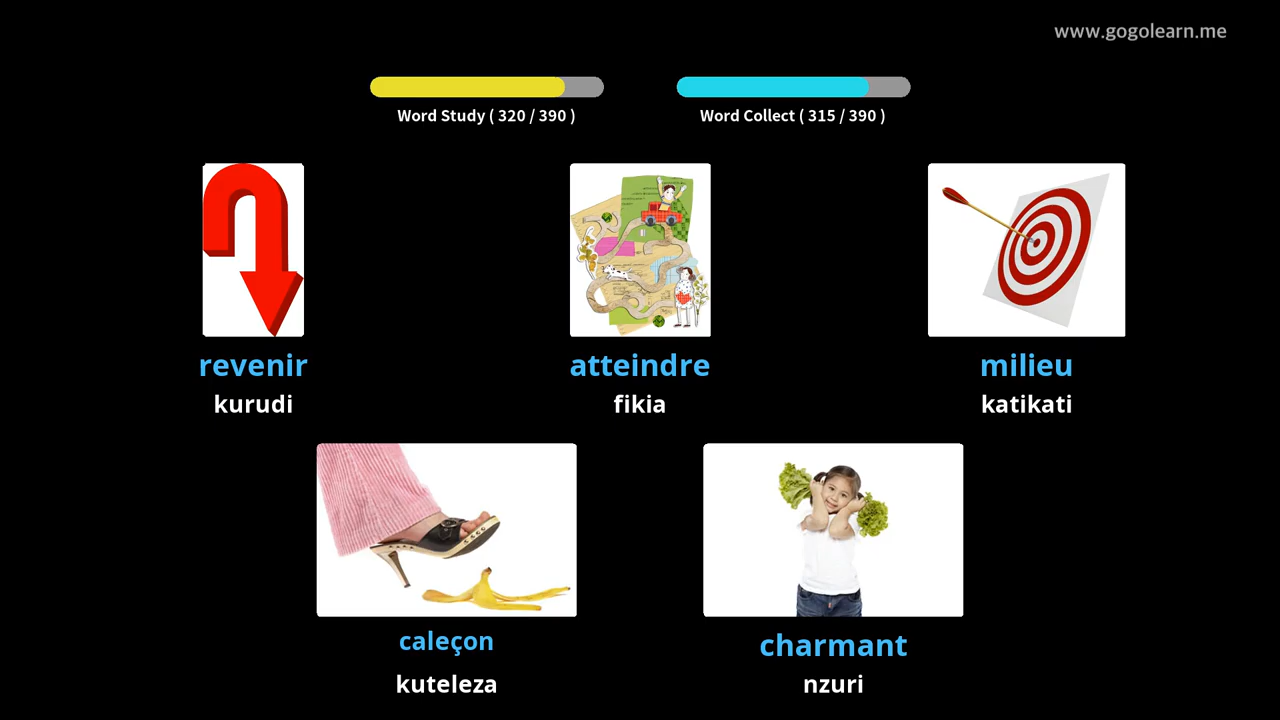 www.gogolearn.me
Word Study ( 320 / 390 )
Word Collect ( 315 / 390 )
revenir
kurudi
atteindre
fikia
milieu
katikati
caleçon
kuteleza
charmant
nzuri